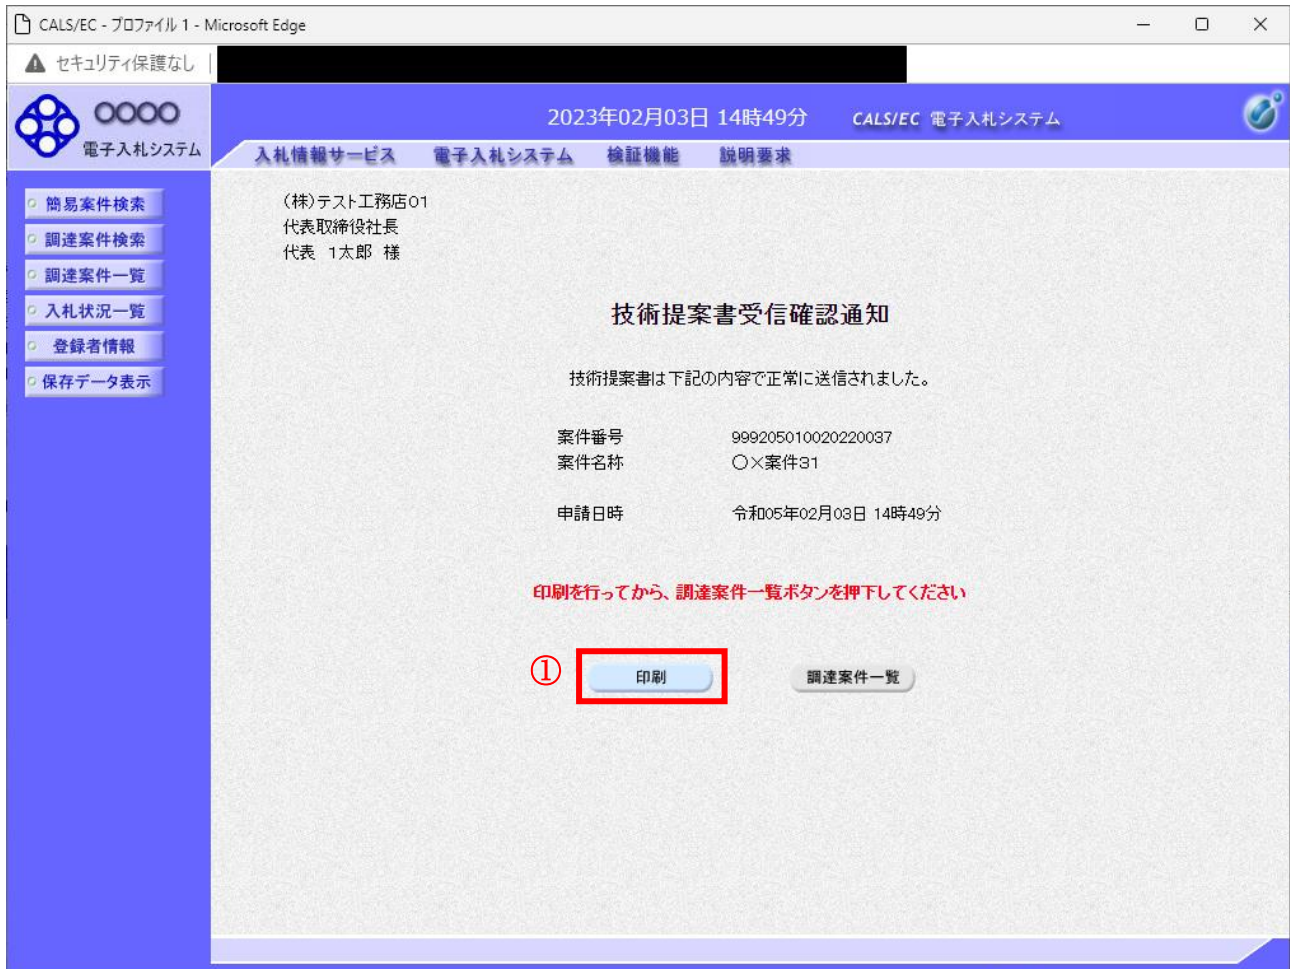 CALS/EC - プロファイル 1 - Microsoft Edge
セキュリティ保護なし
○○○○
電子入札システム
2023年02月03日 14時49分
CALS/EC 電子入札システム
入札情報サービス 電子入札システム 検証機能 説明要求
簡易案件検索
調達案件検索
調達案件一覧
入札状況一覧
登録者情報
保存データ表示
(株)テスト工務店01
代表取締役社長
代表 1太郎 様
技術提案書受信確認通知
技術提案書は下記の内容で正常に送信されました。
案件番号 999205010020220037
案件名称 ○×案件31
申請日時 令和05年02月03日 14時49分
印刷を行ってから、調達案件一覧ボタンを押下してください
① 印刷 調達案件一覧